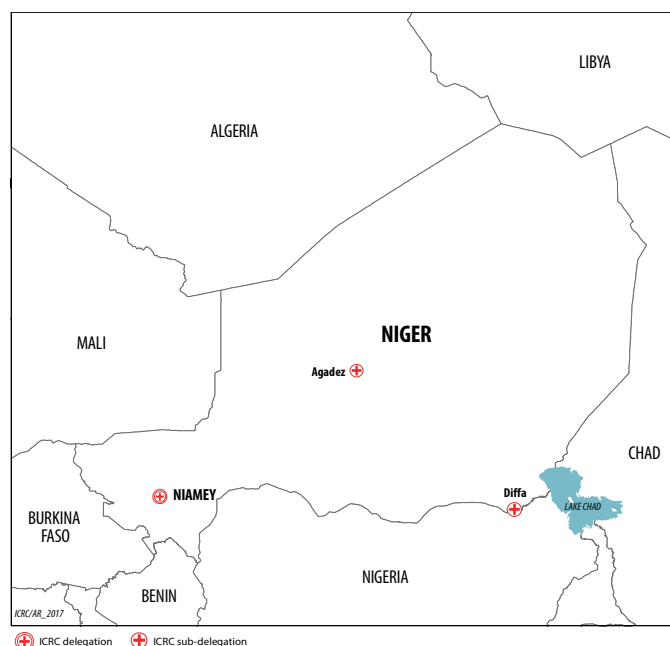 LIBYA
ALGERIA
NIGER
MALI
Agadez
CHAD
NIAMEY
Diffa
LAKE CHAD
BURKINA
FASO
NIGERIA
BENIN
ICRC/AR_2017
ICRC delegation ICRC sub-delegation